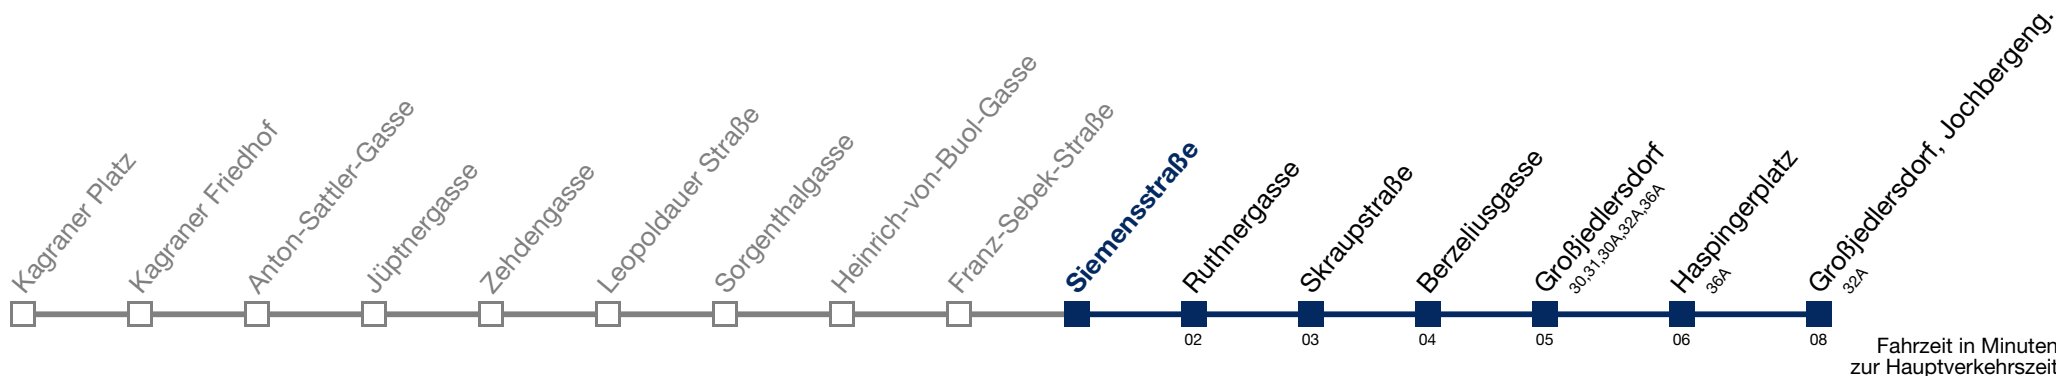 Kagraner Platz
Kagraner Friedhof
Anton-Sattler-Gasse
Jüptnergasse
Zehdengasse
Leopoldauer Straße
Sorgenthalgasse
Heinrich-von-Buol-Gasse
Franz-Sebek-Straße
Siemensstraße
Ruthnergasse
02
Skraupstraße
03
Berzeliusgasse
04
Großjedlersdorf
30,31,30A,32A,36A
05
Haspingerplatz
36A
06
Großjedlersdorf, Jochbergeng.
32A
08
Fahrzeit in Minuten
zur Hauptverkehrszeit